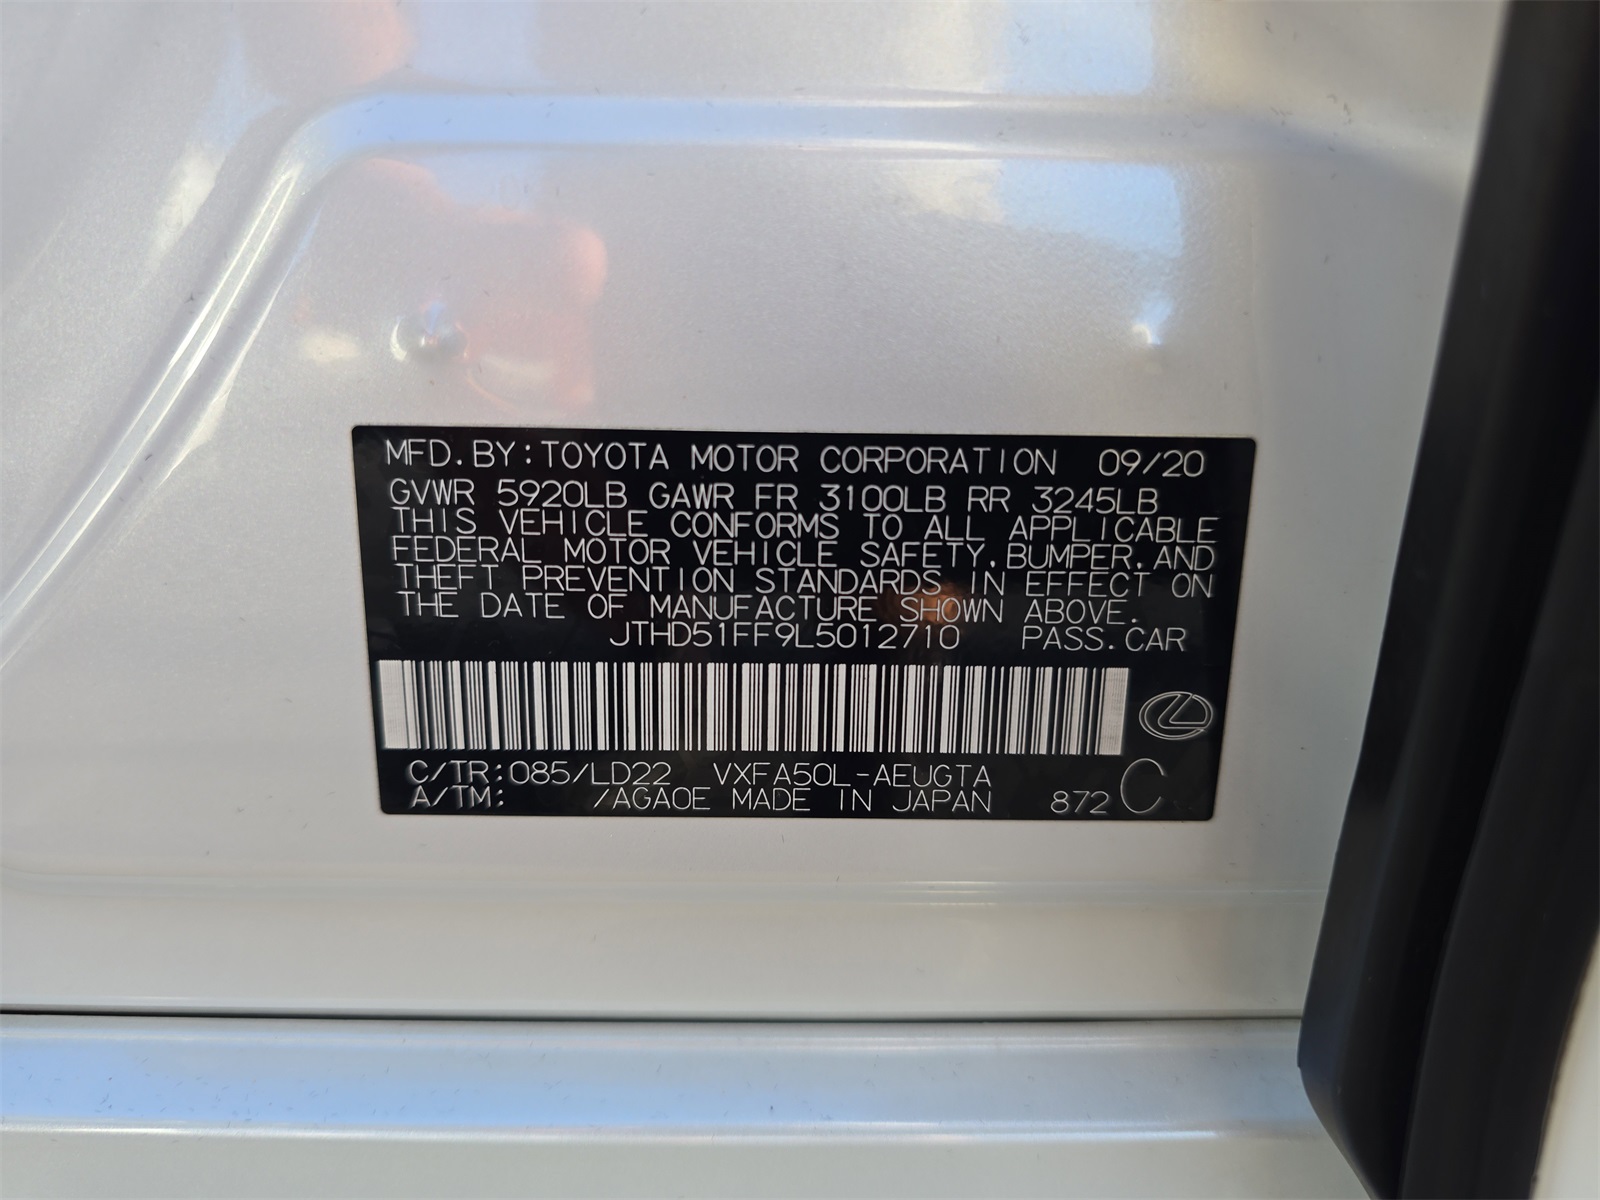 MFD.BY:TOYOTA MOTOR CORPORATION 09/20
GVWR 5920LB GAWR FR 3100LB RR 3245LB
THIS VEHICLE CONFORMS TO ALL APPLICABLE
FEDERAL MOTOR VEHICLE SAFETY,BUMPER,AND
THEFT PREVENTION STANDARDS IN EFFECT ON
THE DATE OF MANUFACTURE SHOWN ABOVE.
JTHD51FF9L5012710 PASS.CAR
C/TR:085/LD22 VXFA50L-AEUGTA
A/TM: /AGA0E MADE IN JAPAN 872 C